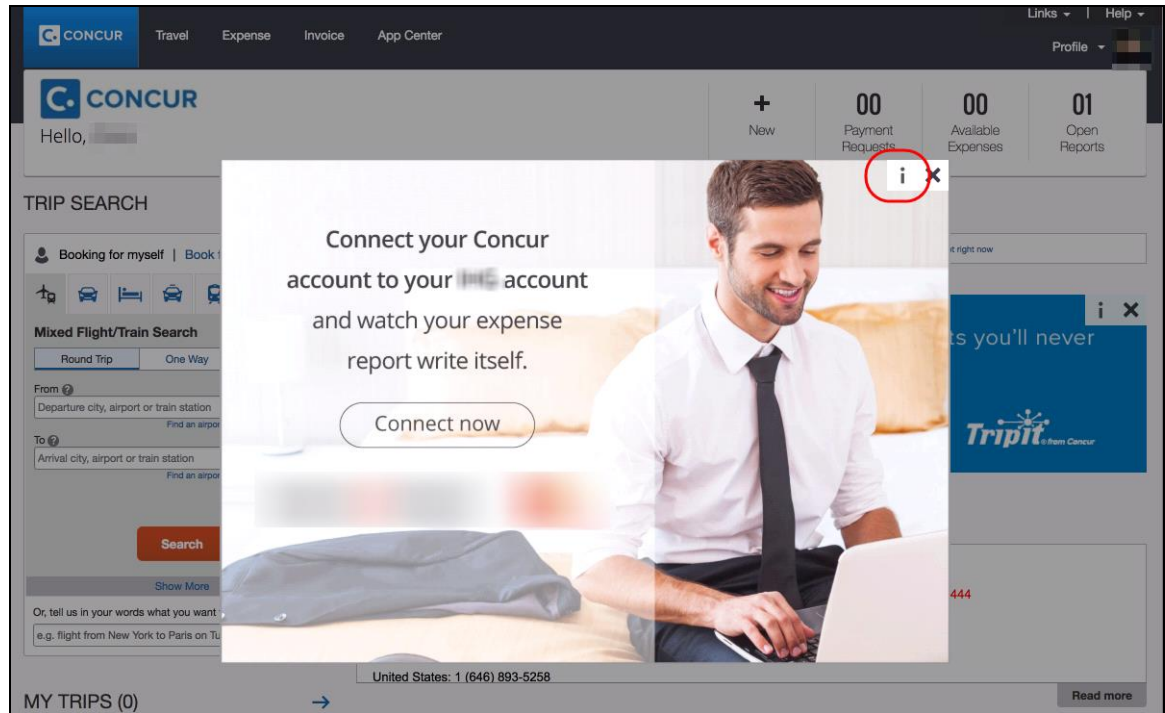 Links
|
Help
CONCUR
Travel
Expense
Invoice
App Center
Profile
CONCUR
Hello,
+
New
00
Payment
Requests
00
Available
Expenses
01
Open
Reports
i
X
TRIP SEARCH
Booking for myself | Book
Mixed Flight/Train Search
Round Trip
One Way
From
Departure city, airport or train station
Find an airpor
To
Arrival city, airport or train station
Find an airpor
Search
Show More
Or, tell us in your words what you want
e.g. flight from New York to Paris on Tu
MY TRIPS (0)
Connect your Concur
account to your account
and watch your expense
report write itself.
Connect now
right now
i
X
you'll never
TripIt from Concur
444
United States: 1 (646) 893-5258
Read more